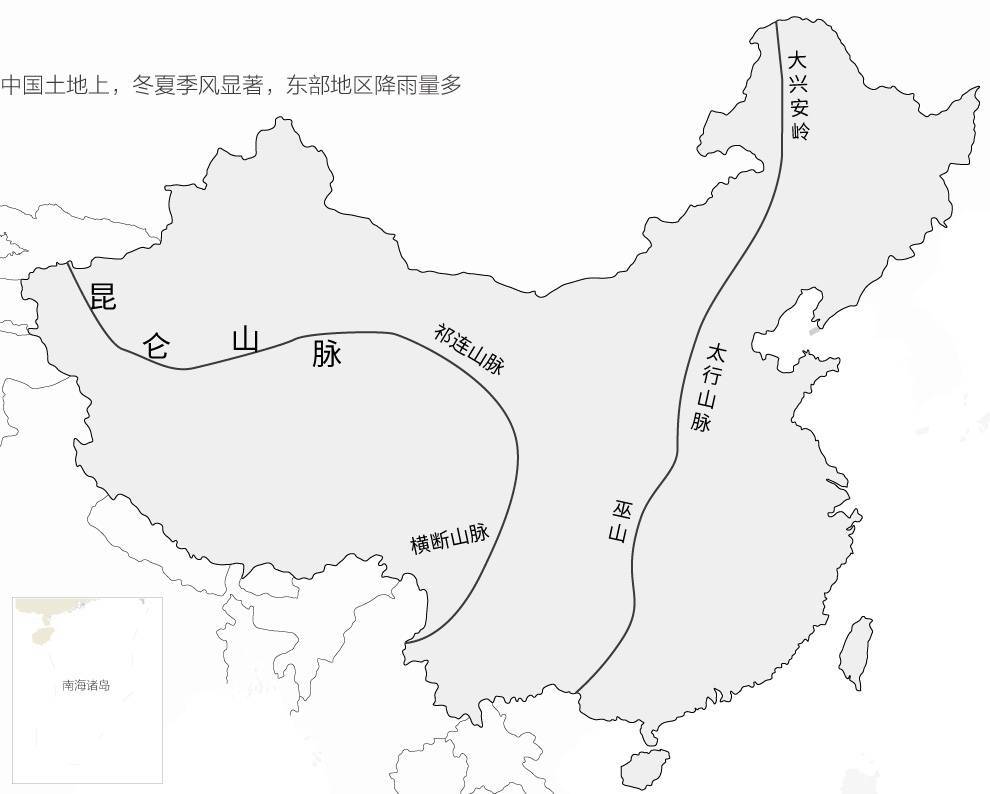 大兴安岭
中国土地上，冬夏季风显著，东部地区降雨量多
昆仑山脉
祁连山脉
太行山脉
巫山
横断山脉
南海诸岛